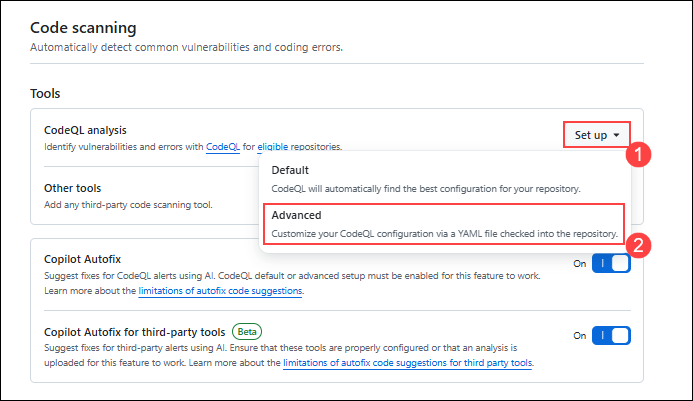 Code scanning
Automatically detect common vulnerabilities and coding errors.
Tools
CodeQL analysis
Set up
1
Identify vulnerabilities and errors with CodeQL for eligible repositories.
Default
CodeQL will automatically find the best configuration for your repository.
Other tools
Add any third-party code scanning tool.
Advanced
Customize your CodeQL configuration via a YAML file checked into the repository.
2
Copilot Autofix
On
Suggest fixes for CodeQL alerts using AI. CodeQL default or advanced setup must be enabled for this feature to work.
Learn more about the limitations of autofix code suggestions.
Copilot Autofix for third-party tools Beta
On
Suggest fixes for third-party alerts using AI. Ensure that these tools are properly configured or that an analysis is
uploaded for this feature to work. Learn more about the limitations of autofix code suggestions for third party tools.